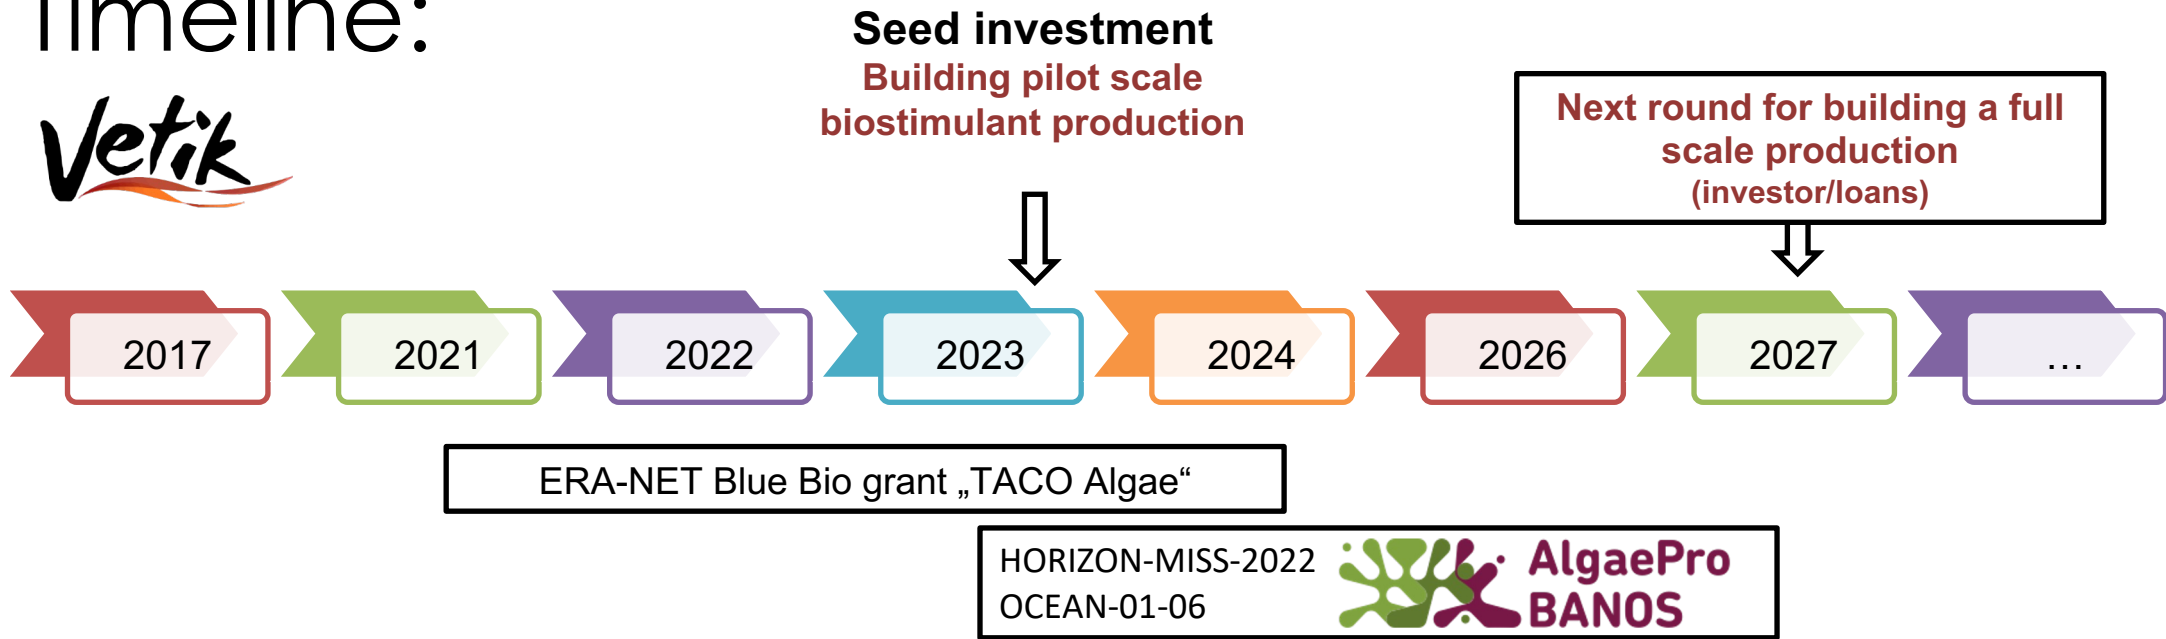 Timeline:
Vetik
Seed investment
Building pilot scale
biostimulant production
Next round for building a full
scale production
(investor/loans)
2017
2021
2022
2023
2024
2026
2027
…
ERA-NET Blue Bio grant „TACO Algae“
HORIZON-MISS-2022
OCEAN-01-06
AlgaePro
BANOS